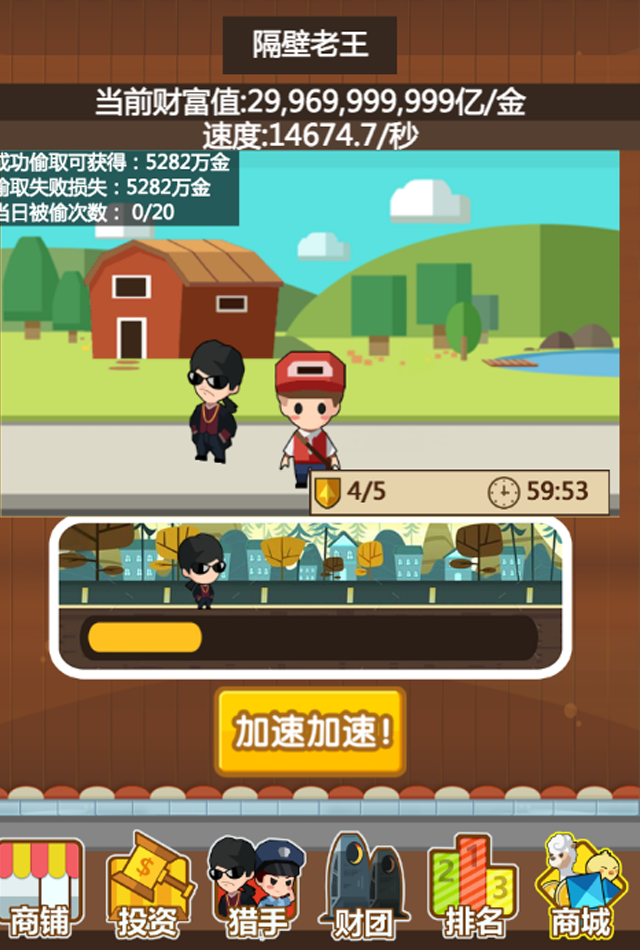 隔壁老王
当前财富值:29,969,999,999亿/金
速度:14674.7/秒
成功偷取可获得：5282万金
偷取失败损失：5282万金
当日被偷次数： 0/20
4/5
59:53
加速加速！
$
2 1 3
商铺 投资 猎手 财团 排名 商城